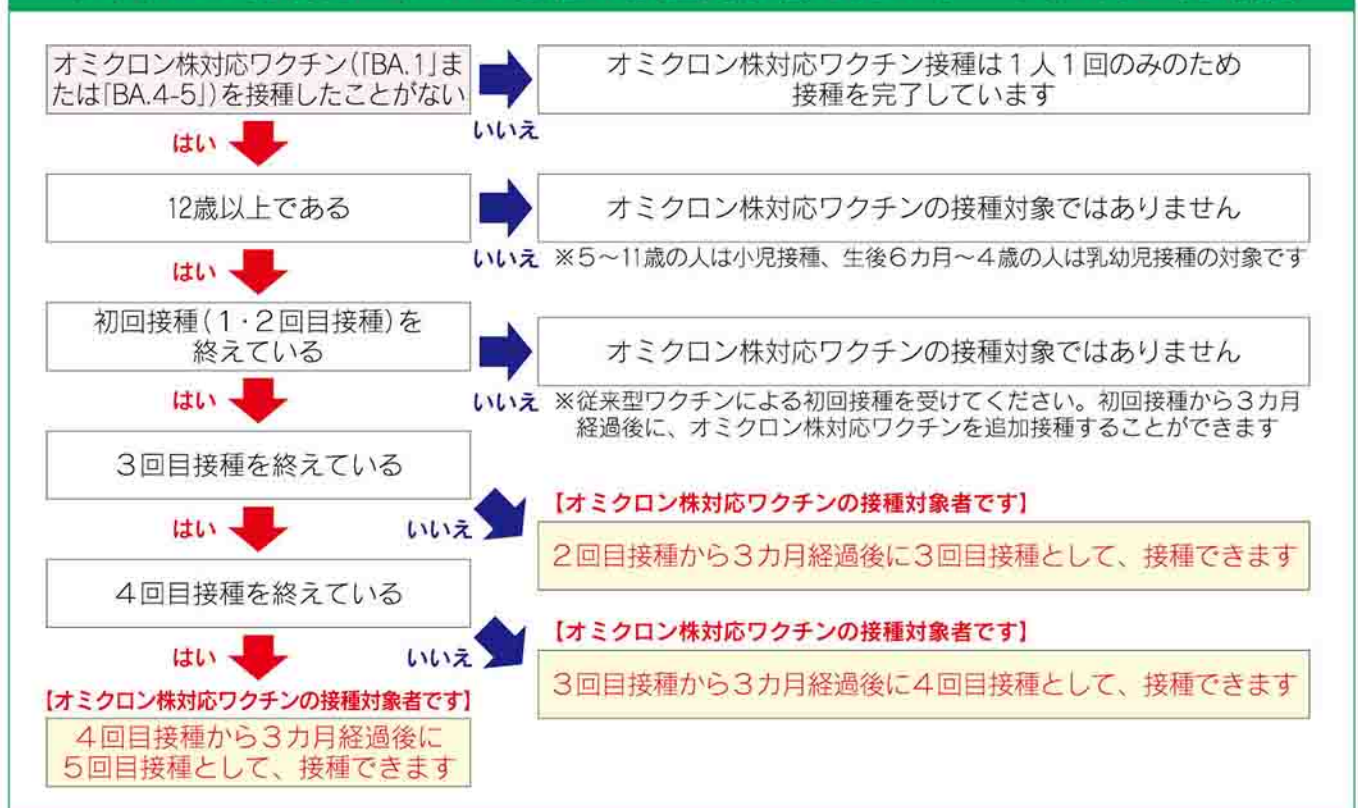 オミクロン株対応ワクチン(「BA.1」ま
たは「BA.4-5」)を接種したことがない
いいえ
オミクロン株対応ワクチン接種は1人1回のみのため
接種を完了しています
はい
12歳以上である
いいえ
オミクロン株対応ワクチンの接種対象ではありません
※5～11歳の人は小児接種、生後6カ月～4歳の人は乳幼児接種の対象です
はい
初回接種(1・2回目接種)を
終えている
いいえ
オミクロン株対応ワクチンの接種対象ではありません
※従来型ワクチンによる初回接種を受けてください。初回接種から3カ月
経過後に、オミクロン株対応ワクチンを追加接種することができます
はい
3回目接種を終えている
いいえ
【オミクロン株対応ワクチンの接種対象者です】
2回目接種から3カ月経過後に3回目接種として、接種できます
はい
4回目接種を終えている
いいえ
【オミクロン株対応ワクチンの接種対象者です】
3回目接種から3カ月経過後に4回目接種として、接種できます
はい
【オミクロン株対応ワクチンの接種対象者です】
4回目接種から3カ月経過後に
5回目接種として、接種できます